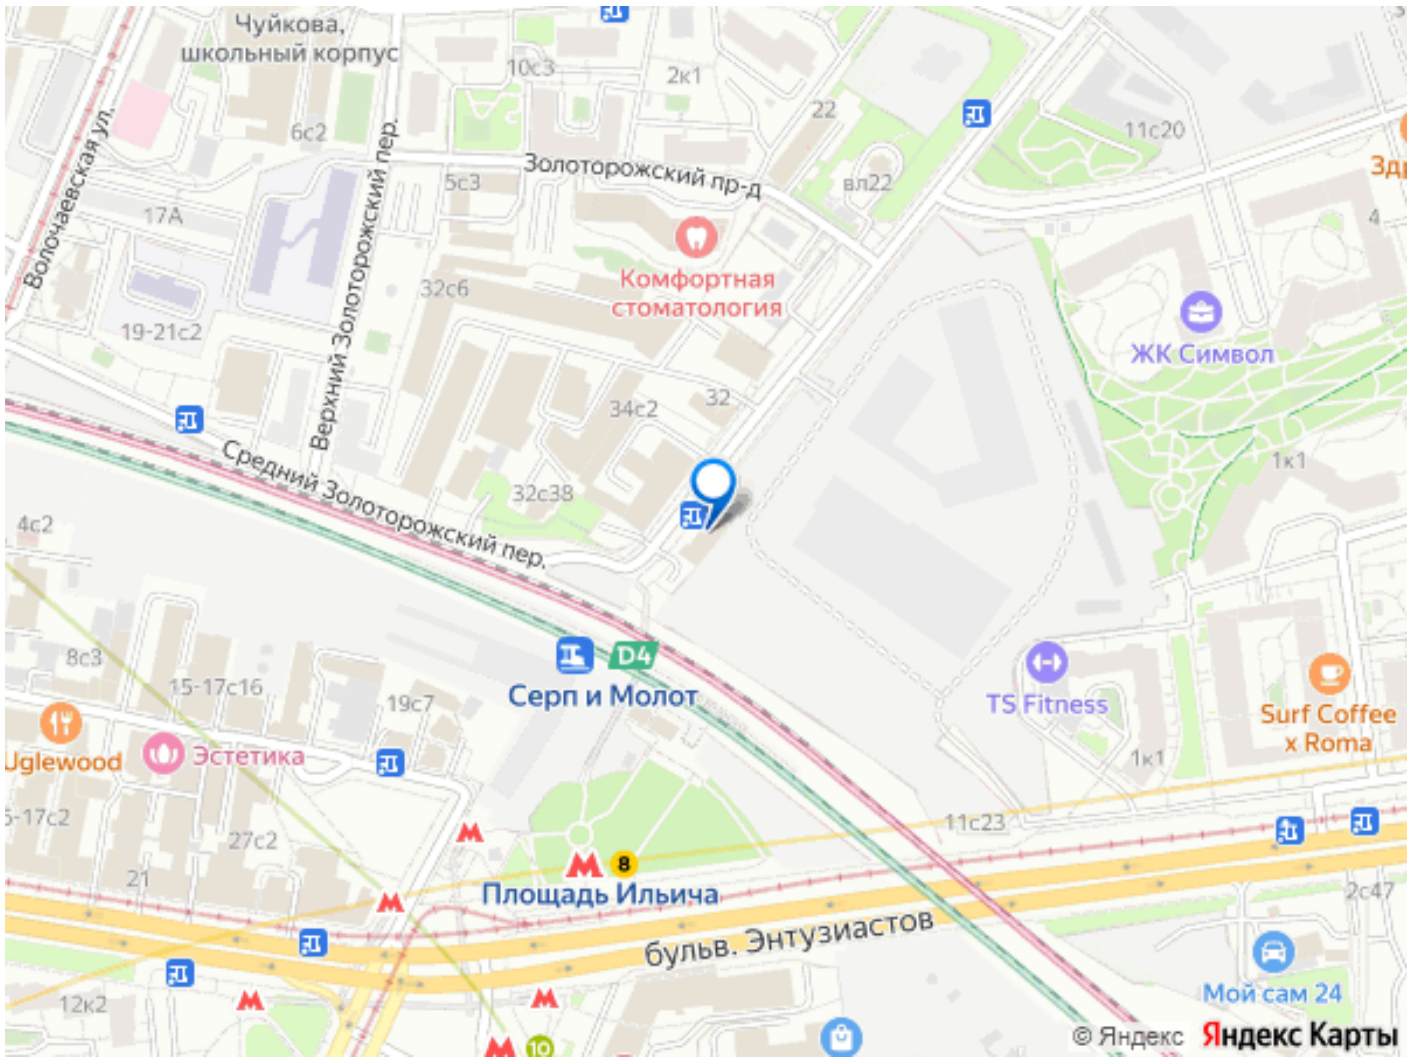 Чуйкова,
школьный корпус
10с3
2к1
22
11с20
6с2
Волочаевская ул.
Верхний Золоторожский пер.
Золоторожский пр-д
5с3
вл22
17А
4
Комфортная
стоматология
32с6
19-21с2
ЖК Символ
32
34с2
1к1
Средний Золоторожский пер.
32с38
4с2
D4
Серп и Молот
8с3
15-17с16
19с7
TS Fitness
Surf Coffee
x Roma
Uglewood
Эстетика
1к1
27с2
11с23
8
Площадь Ильича
21
2с47
бульв. Энтузиастов
12к2
Мой сам 24
10
© Яндекс Яндекс Карты